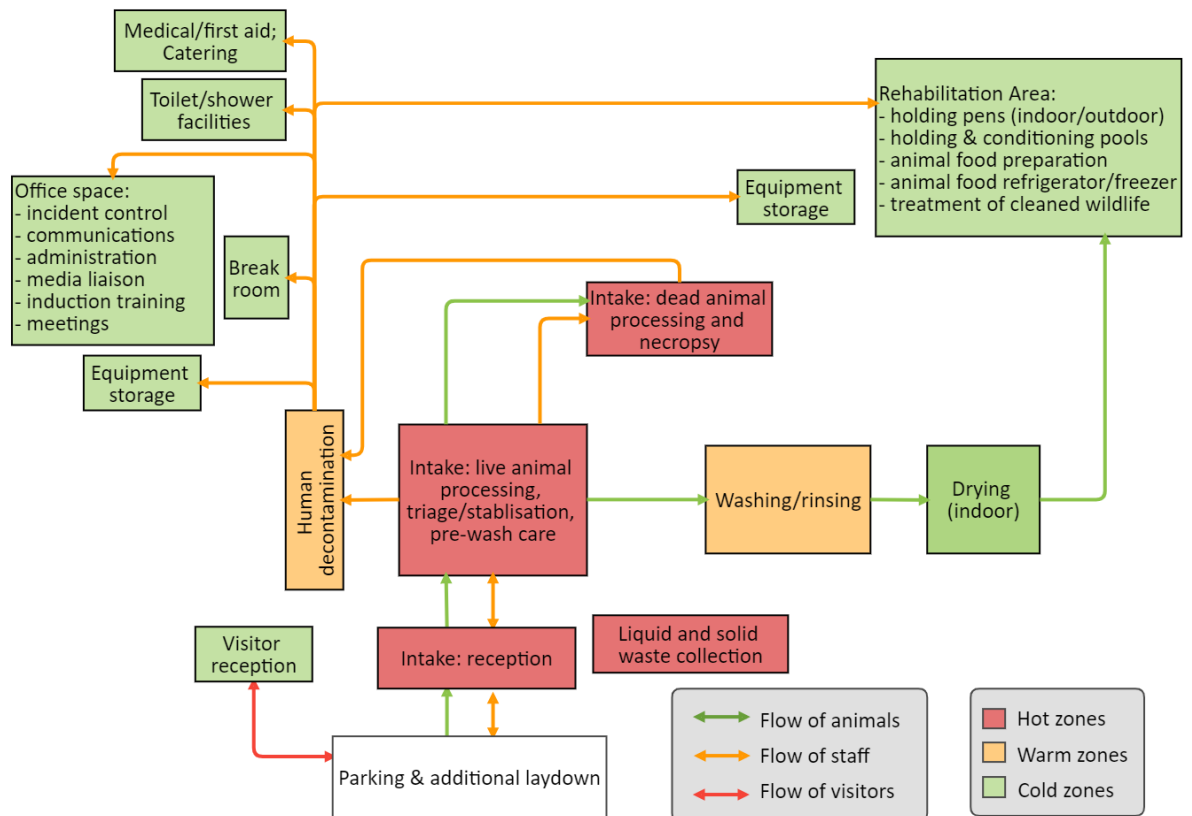 Medical/first aid;
Catering
Toilet/shower
facilities
Office space:
- incident control
- communications
- administration
- media liaison
- induction training
- meetings
Break
room
Equipment
storage
Rehabilitation Area:
- holding pens (indoor/outdoor)
- holding & conditioning pools
- animal food preparation
- animal food refrigerator/freezer
- treatment of cleaned wildlife
Equipment
storage
Intake: dead animal
processing and
necropsy
Human
decontamination
Intake: live animal
processing,
triage/stablisation,
pre-wash care
Washing/rinsing
Drying
(indoor)
Visitor
reception
Intake: reception
Liquid and solid
waste collection
Parking & additional laydown
Flow of animals
Flow of staff
Flow of visitors
Hot zones
Warm zones
Cold zones